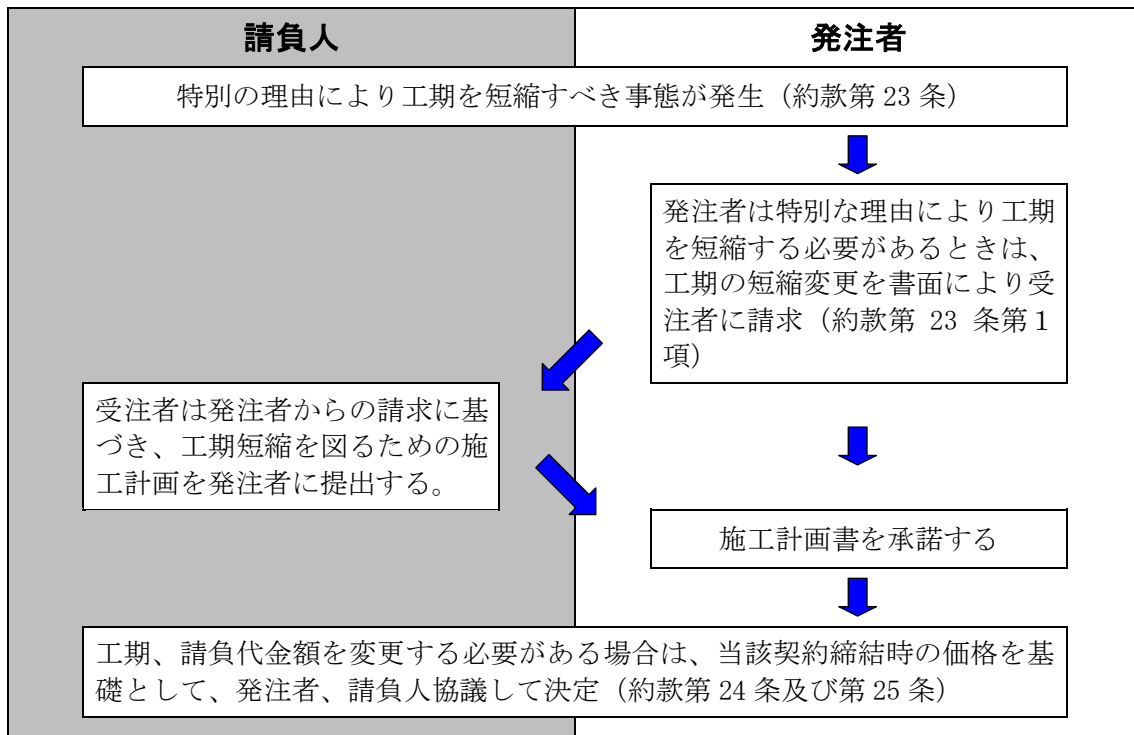 請負人
発注者
特別の理由により工期を短縮すべき事態が発生（約款第 23 条）
発注者は特別な理由により工期
を短縮する必要があるときは、
工期の短縮変更を書面により受
注者に請求（約款第 23 条第１
項）
受注者は発注者からの請求に基
づき、工期短縮を図るための施
工計画を発注者に提出する。
施工計画書を承諾する
工期、請負代金額を変更する必要がある場合は、当該契約締結時の価格を基
礎として、発注者、請負人協議して決定（約款第 24 条及び第 25 条）